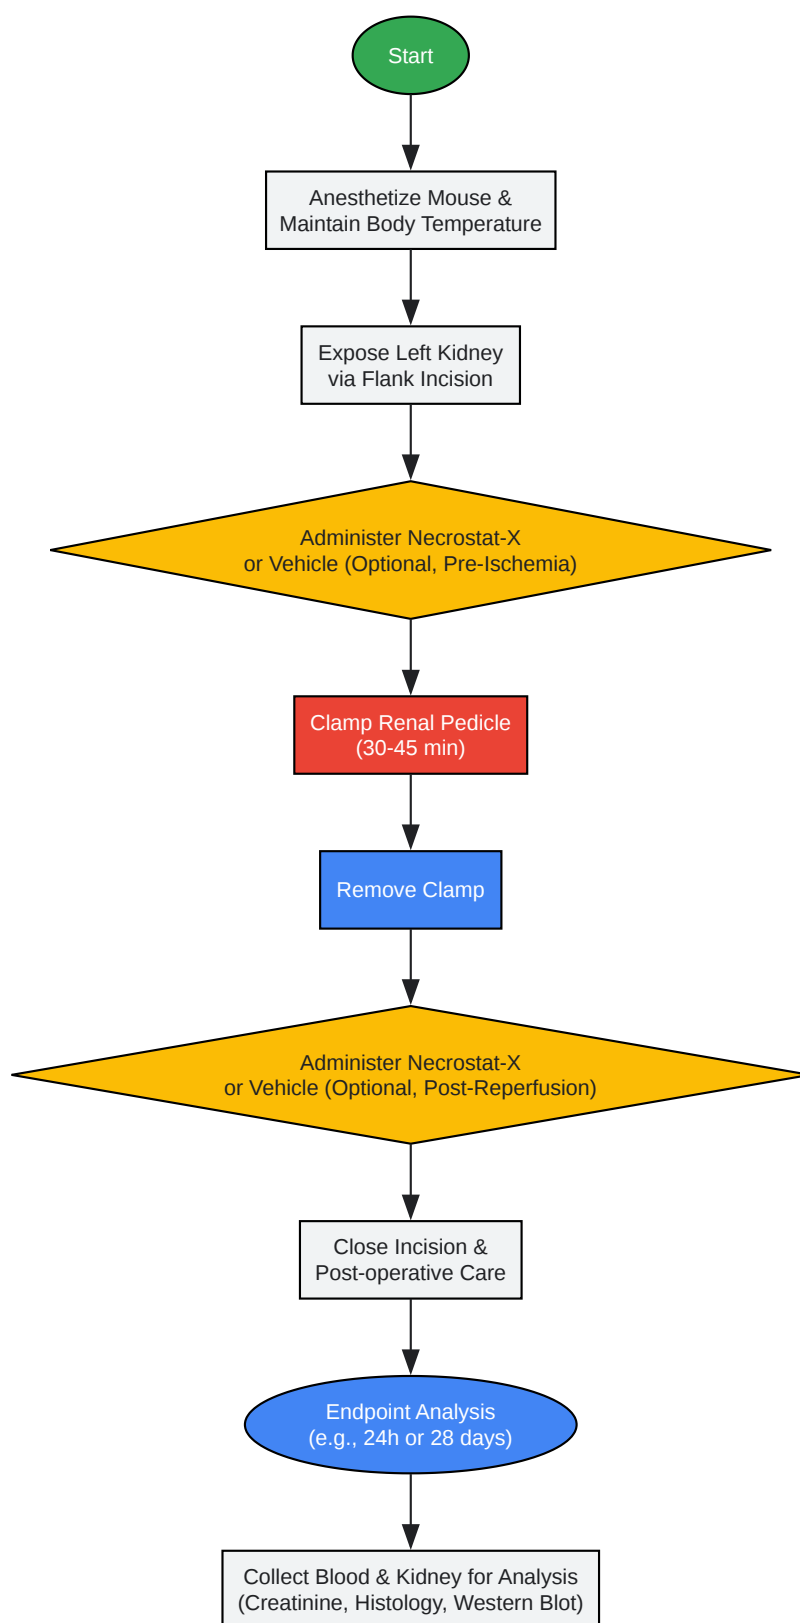 Start
Anesthetize Mouse &
Maintain Body Temperature
Expose Left Kidney
via Flank Incision
Administer Necrostat-X
or Vehicle (Optional, Pre-Ischemia)
Clamp Renal Pedicle
(30-45 min)
Remove Clamp
Administer Necrostat-X
or Vehicle (Optional, Post-Reperfusion)
Close Incision &
Post-operative Care
Endpoint Analysis
(e.g., 24h or 28 days)
Collect Blood & Kidney for Analysis
(Creatinine, Histology, Western Blot)